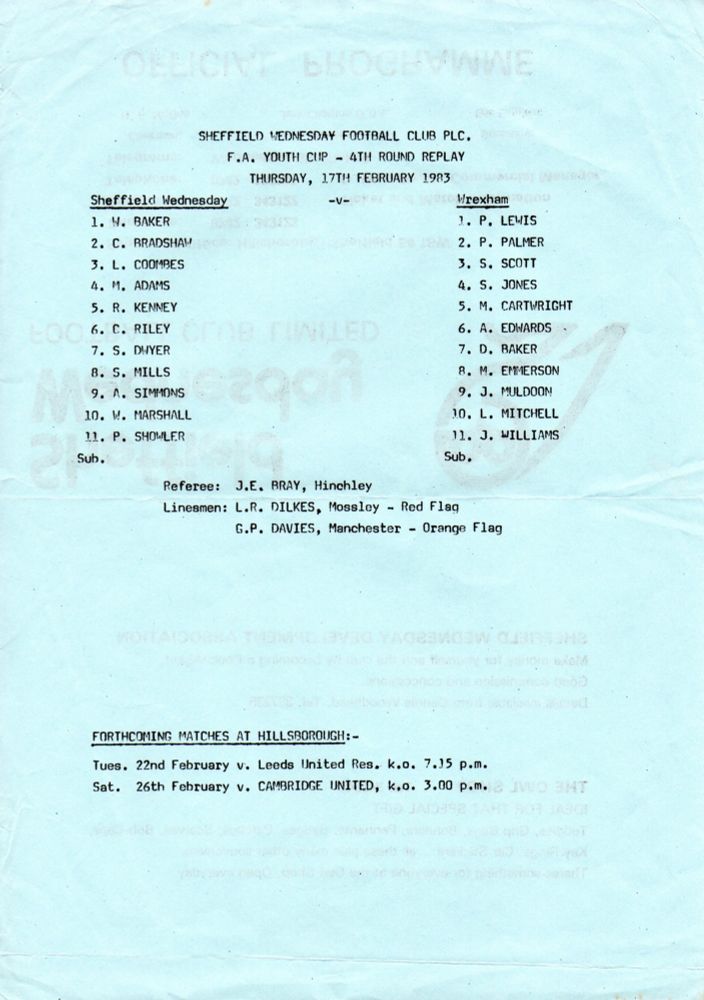 SHEFFIELD WEDNESDAY FOOTBALL CLUB PLC.
F.A. YOUTH CUP - 4TH ROUND REPLAY
THURSDAY, 17TH FEBRUARY 1983
Sheffield Wednesday -v- Wrexham
1. W. BAKER 1. P. LEWIS
2. C. BRADSHAW 2. P. PALMER
3. L. COOMBES 3. S. SCOTT
4. M. ADAMS 4. S. JONES
5. R. KENNEY 5. M. CARTWRIGHT
6. C. RILEY 6. A. EDWARDS
7. S. DWYER 7. D. BAKER
8. S. MILLS 8. M. EMMERSON
9. A. SIMMONS 9. J. MULDOON
10. W. MARSHALL 10. L. MITCHELL
11. P. SHOWLER 11. J. WILLIAMS
Sub. Sub.
Referee: J.E. BRAY, Hinchley
Linesmen: L.R. DILKES, Mossley - Red Flag
G.P. DAVIES, Manchester - Orange Flag
FORTHCOMING MATCHES AT HILLSBOROUGH:-
Tues. 22nd February v. Leeds United Res. k.o. 7.15 p.m.
Sat. 26th February v. CAMBRIDGE UNITED, k.o. 3.00 p.m.